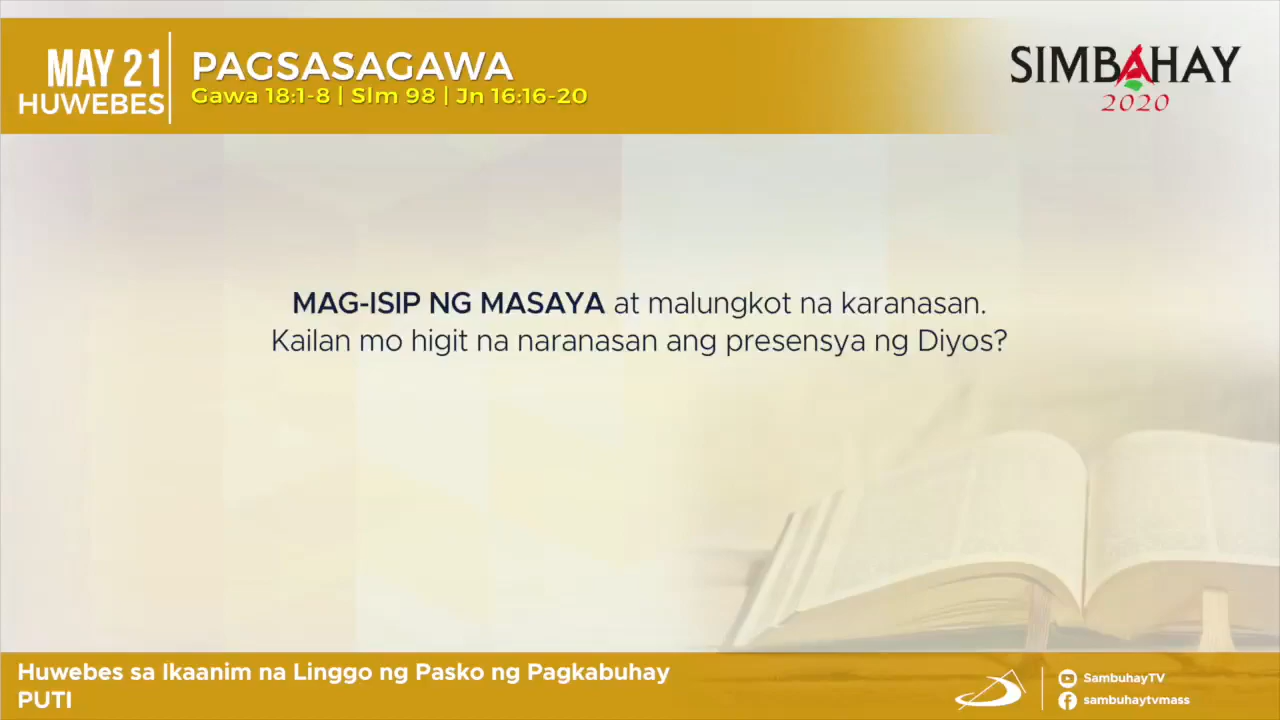 MAY 21
HUWEBES
PAGSASAGAWA
Gawa 18:1-8 | Slm 98 | Jn 16:16-20
SIMBAHAY
2020
MAG-ISIP NG MASAYA at malungkot na karanasan.
Kailan mo higit na naranasan ang presensya ng Diyos?
Huwebes sa Ikaanim na Linggo ng Pasko ng Pagkabuhay
PUTI
SambuhayTV
sambuhaytvmass